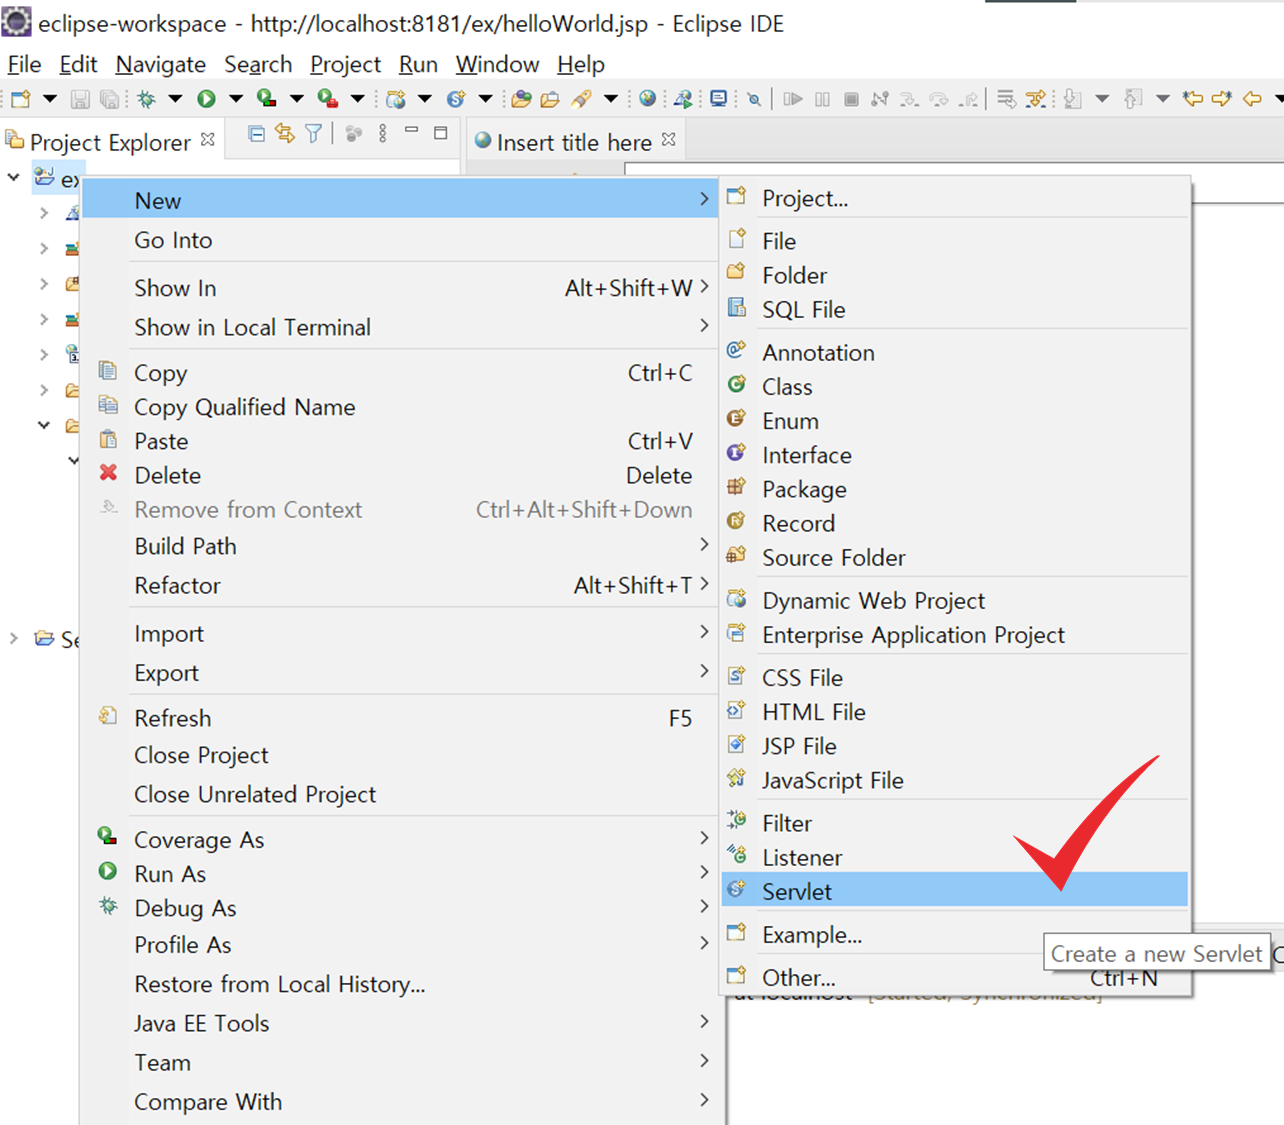 eclipse-workspace - http://localhost:8181/ex/helloWorld.jsp - Eclipse IDE
File Edit Navigate Search Project Run Window Help
Project Explorer
Insert title here
ex
New
Go Into
Show In Alt+Shift+W
Show in Local Terminal
Copy Ctrl+C
Copy Qualified Name
Paste Ctrl+V
Delete Delete
Remove from Context Ctrl+Alt+Shift+Down
Build Path
Refactor Alt+Shift+T
Import
Export
Refresh F5
Close Project
Close Unrelated Project
Coverage As
Run As
Debug As
Profile As
Restore from Local History...
Java EE Tools
Team
Compare With
Project...
File
Folder
SQL File
Annotation
Class
Enum
Interface
Package
Record
Source Folder
Dynamic Web Project
Enterprise Application Project
CSS File
HTML File
JSP File
JavaScript File
Filter
Listener
Servlet
Example...
Create a new Servlet
Other... Ctrl+N
at localhost [Started, Synchronized]